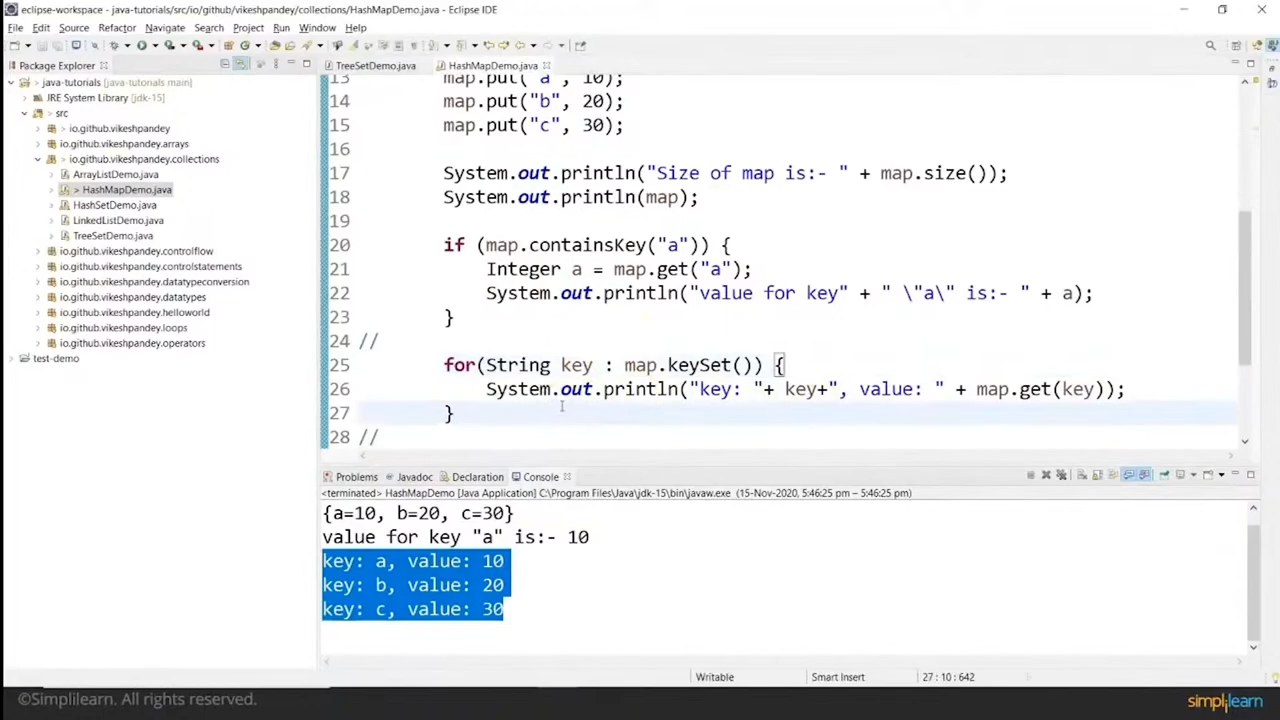 eclipse-workspace - java-tutorials/src/io/github/vikeshpandey/collections/HashMapDemo.java - Eclipse IDE
File Edit Source Refactor Navigate Search Project Run Window Help
Package Explorer
java-tutorials [java-tutorials main]
JRE System Library [jdk-15]
src
> io.github.vikeshpandey
io.github.vikeshpandey.arrays
> io.github.vikeshpandey.collections
ArrayListDemo.java
> HashMapDemo.java
HashSetDemo.java
LinkedListDemo.java
TreeSetDemo.java
io.github.vikeshpandey.controlflow
io.github.vikeshpandey.controlstatements
io.github.vikeshpandey.datatypeconversion
io.github.vikeshpandey.datatypes
io.github.vikeshpandey.helloworld
io.github.vikeshpandey.loops
io.github.vikeshpandey.operators
test-demo
TreeSetDemo.java HashMapDemo.java
13 map.put("a", 10);
14 map.put("b", 20);
15 map.put("c", 30);
16
17 System.out.println("Size of map is:- " + map.size());
18 System.out.println(map);
19
20 if (map.containsKey("a")) {
21 Integer a = map.get("a");
22 System.out.println("value for key" + " \"a\" is:- " + a);
23 }
24 //
25 for(String key : map.keySet()) {
26 System.out.println("key: "+ key+", value: " + map.get(key));
27 }
28 //
Problems Javadoc Declaration Console
<terminated> HashMapDemo [Java Application] C:\Program Files\Java\jdk-15\bin\javaw.exe (15-Nov-2020, 5:46:25 pm – 5:46:25 pm)
{a=10, b=20, c=30}
value for key "a" is:- 10
key: a, value: 10
key: b, value: 20
key: c, value: 30
Writable Smart Insert 27 : 10 : 642
©Simplilearn. All rights reserved.
simplilearn